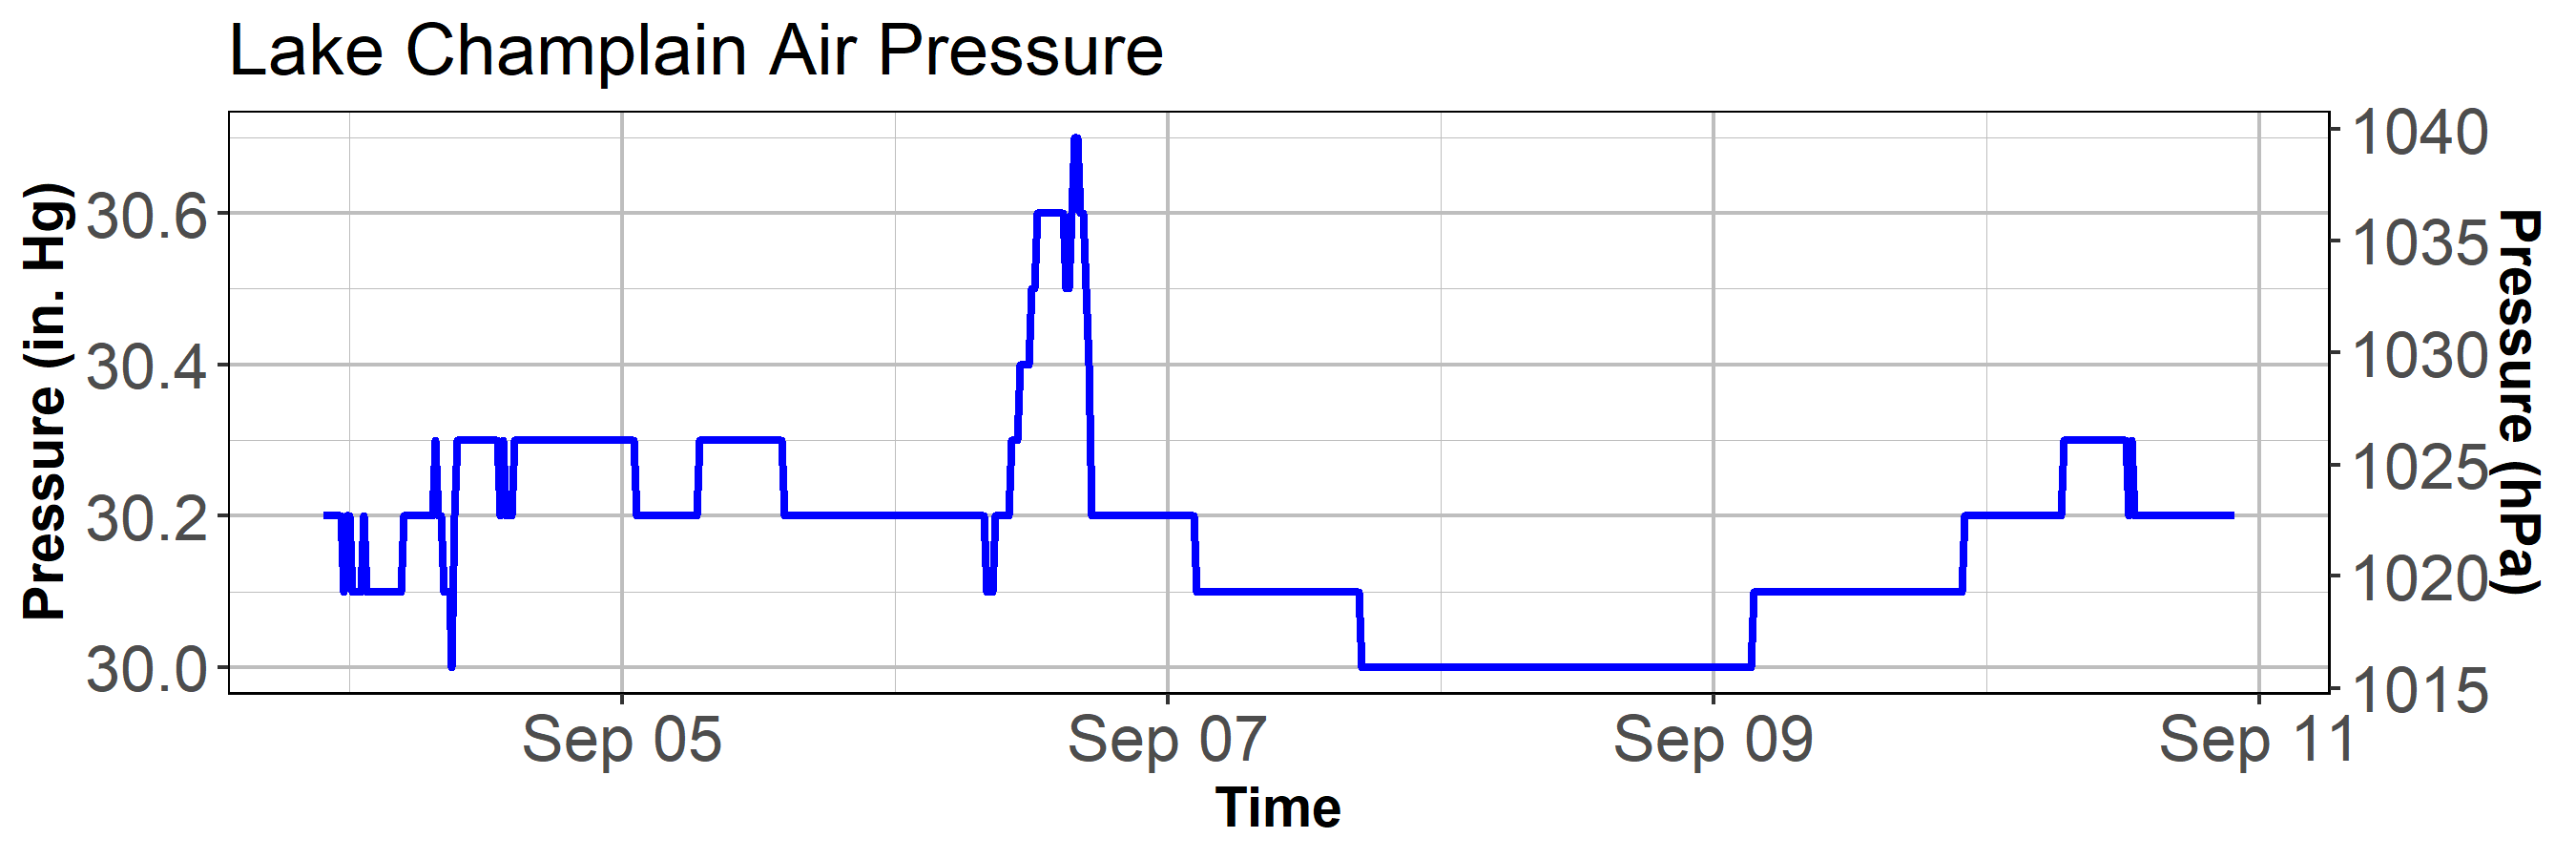 Lake Champlain Air Pressure
Pressure (in. Hg)
30.6
30.4
30.2
30.0
1040
1035
1030
1025
1020
1015
Pressure (hPa)
Sep 05 Sep 07 Sep 09 Sep 11
Time